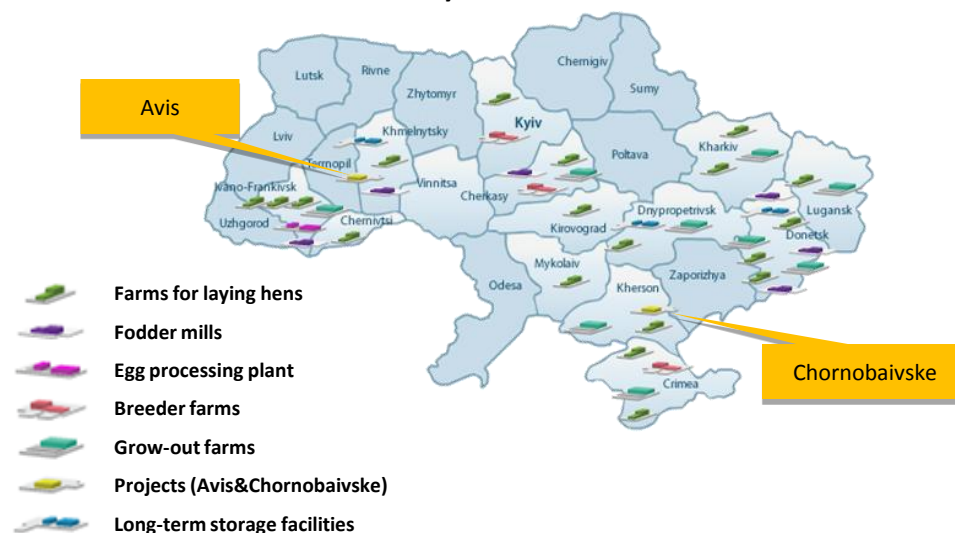 Chernigiv
Lutsk
Rivne
Sumy
Zhytomyr
Avis
Kyiv
Lviv
Khmelnytsky
Kharkiv
Poltava
Ternopil
Vinnitsa
Ivano-Frankivsk
Cherkasy
Lugansk
Uzhgorod
Chernivtsi
Dnypropetrivsk
Kirovograd
Donetsk
Mykolaiv
Zaporizhya
Odesa
Kherson
Farms for laying hens
Fodder mills
Egg processing plant
Chornobaivske
Crimea
Breeder farms
Grow-out farms
Projects (Avis&Chornobaivske)
Long-term storage facilities